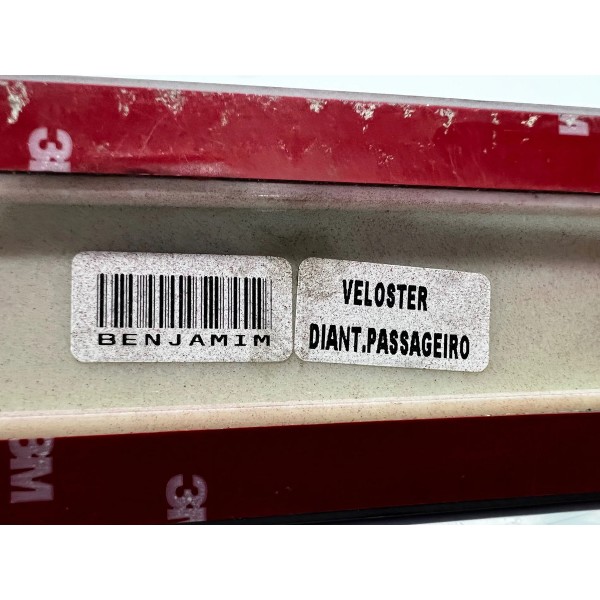 3M
BENJAMIM
VELOSTER
DIANT.PASSAGEIRO
3M
3M